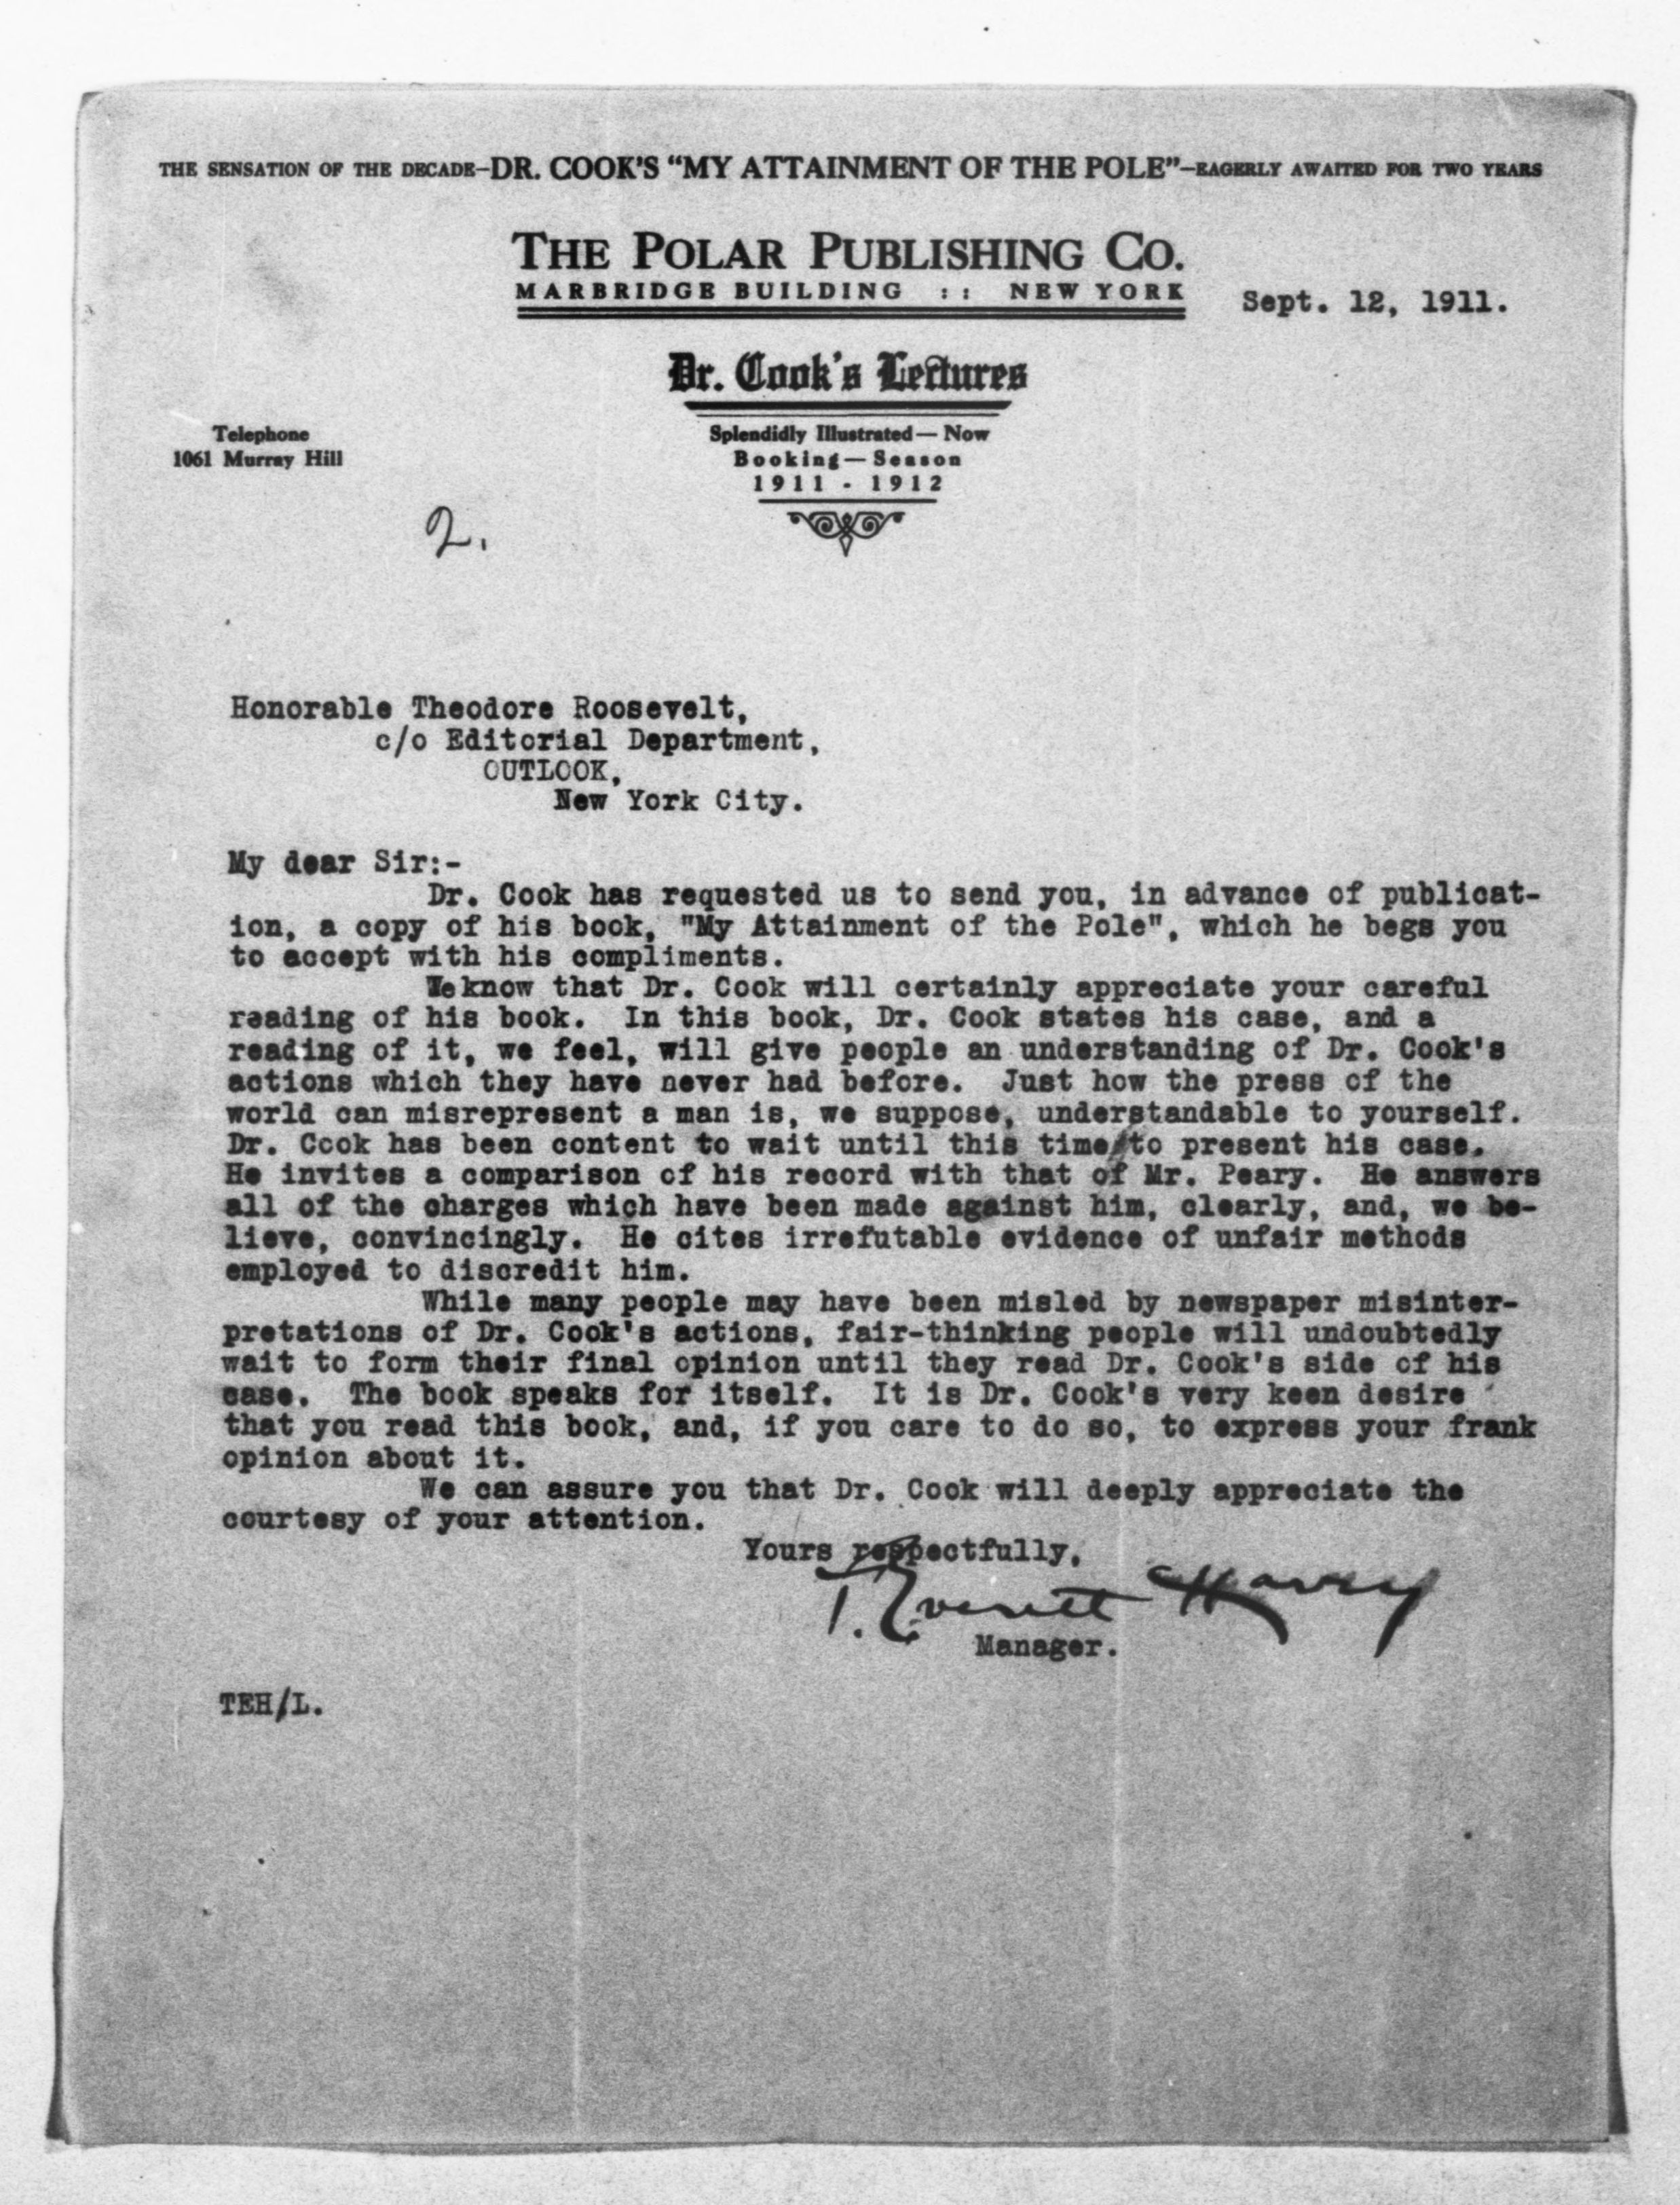 THE SENSATION OF THE DECADE—DR. COOK'S "MY ATTAINMENT OF THE POLE"—EAGERLY AWAITED FOR TWO YEARS
THE POLAR PUBLISHING CO.
MARBRIDGE BUILDING :: NEW YORK
Sept. 12, 1911.
Dr. Cook's Lectures
Telephone
1061 Murray Hill
Splendidly Illustrated—Now
Booking—Season
1911 - 1912
2.
Honorable Theodore Roosevelt,
c/o Editorial Department,
OUTLOOK,
New York City.
My dear Sir:-
Dr. Cook has requested us to send you, in advance of publicat-
ion, a copy of his book, "My Attainment of the Pole", which he begs you
to accept with his compliments.
We know that Dr. Cook will certainly appreciate your careful
reading of his book. In this book, Dr. Cook states his case, and a
reading of it, we feel, will give people an understanding of Dr. Cook's
actions which they have never had before. Just how the press of the
world can misrepresent a man is, we suppose, understandable to yourself.
Dr. Cook has been content to wait until this time to present his case.
He invites a comparison of his record with that of Mr. Peary. He answers
all of the charges which have been made against him, clearly, and, we be-
lieve, convincingly. He cites irrefutable evidence of unfair methods
employed to discredit him.
While many people may have been misled by newspaper misinter-
pretations of Dr. Cook's actions, fair-thinking people will undoubtedly
wait to form their final opinion until they read Dr. Cook's side of his
case. The book speaks for itself. It is Dr. Cook's very keen desire
that you read this book, and, if you care to do so, to express your frank
opinion about it.
We can assure you that Dr. Cook will deeply appreciate the
courtesy of your attention.
Yours respectfully,
T. Everett Harry
Manager.
TEH/L.